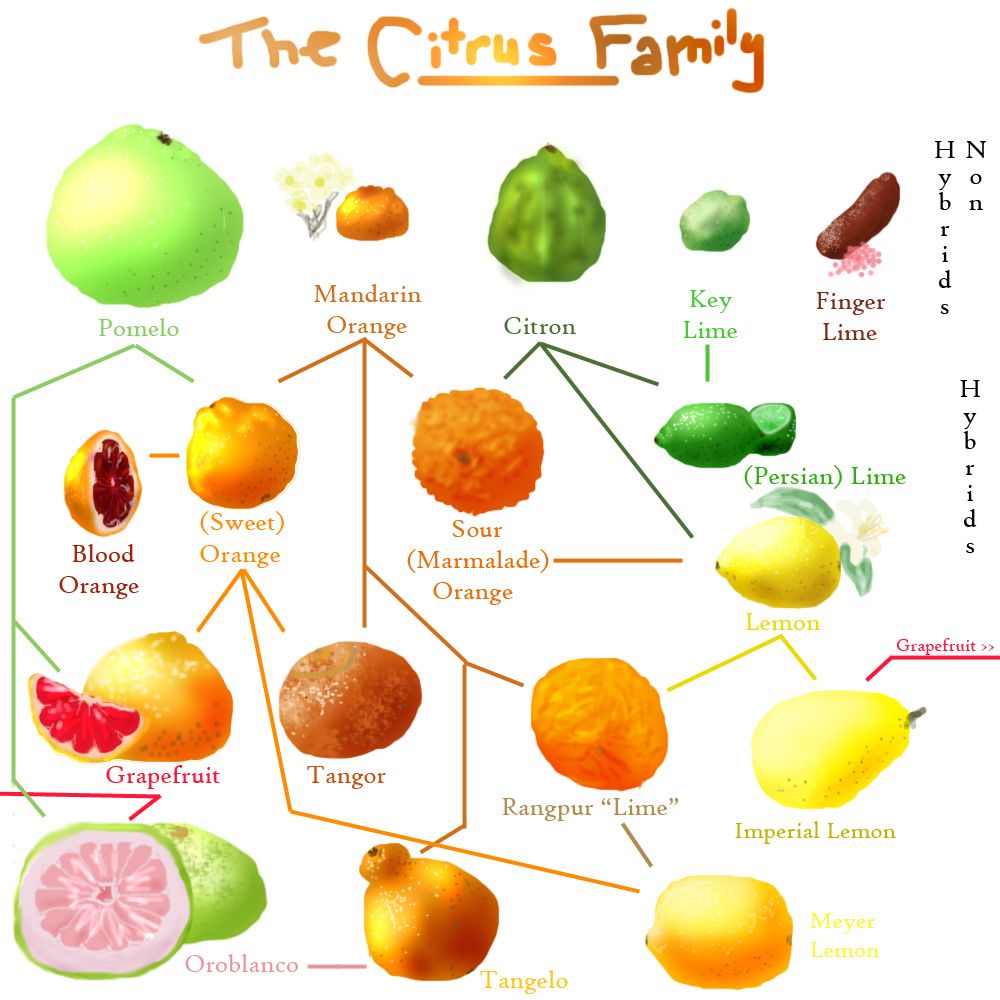 The Citrus Family
Non
Hybrids
Pomelo
Mandarin
Orange
Citron
Key
Lime
Finger
Lime
Hybrids
(Persian) Lime
Blood
Orange
(Sweet)
Orange
Sour
(Marmalade)
Orange
Lemon
Grapefruit >>
Grapefruit
Tangor
Rangpur “Lime”
Imperial Lemon
Oroblanco
Tangelo
Meyer
Lemon